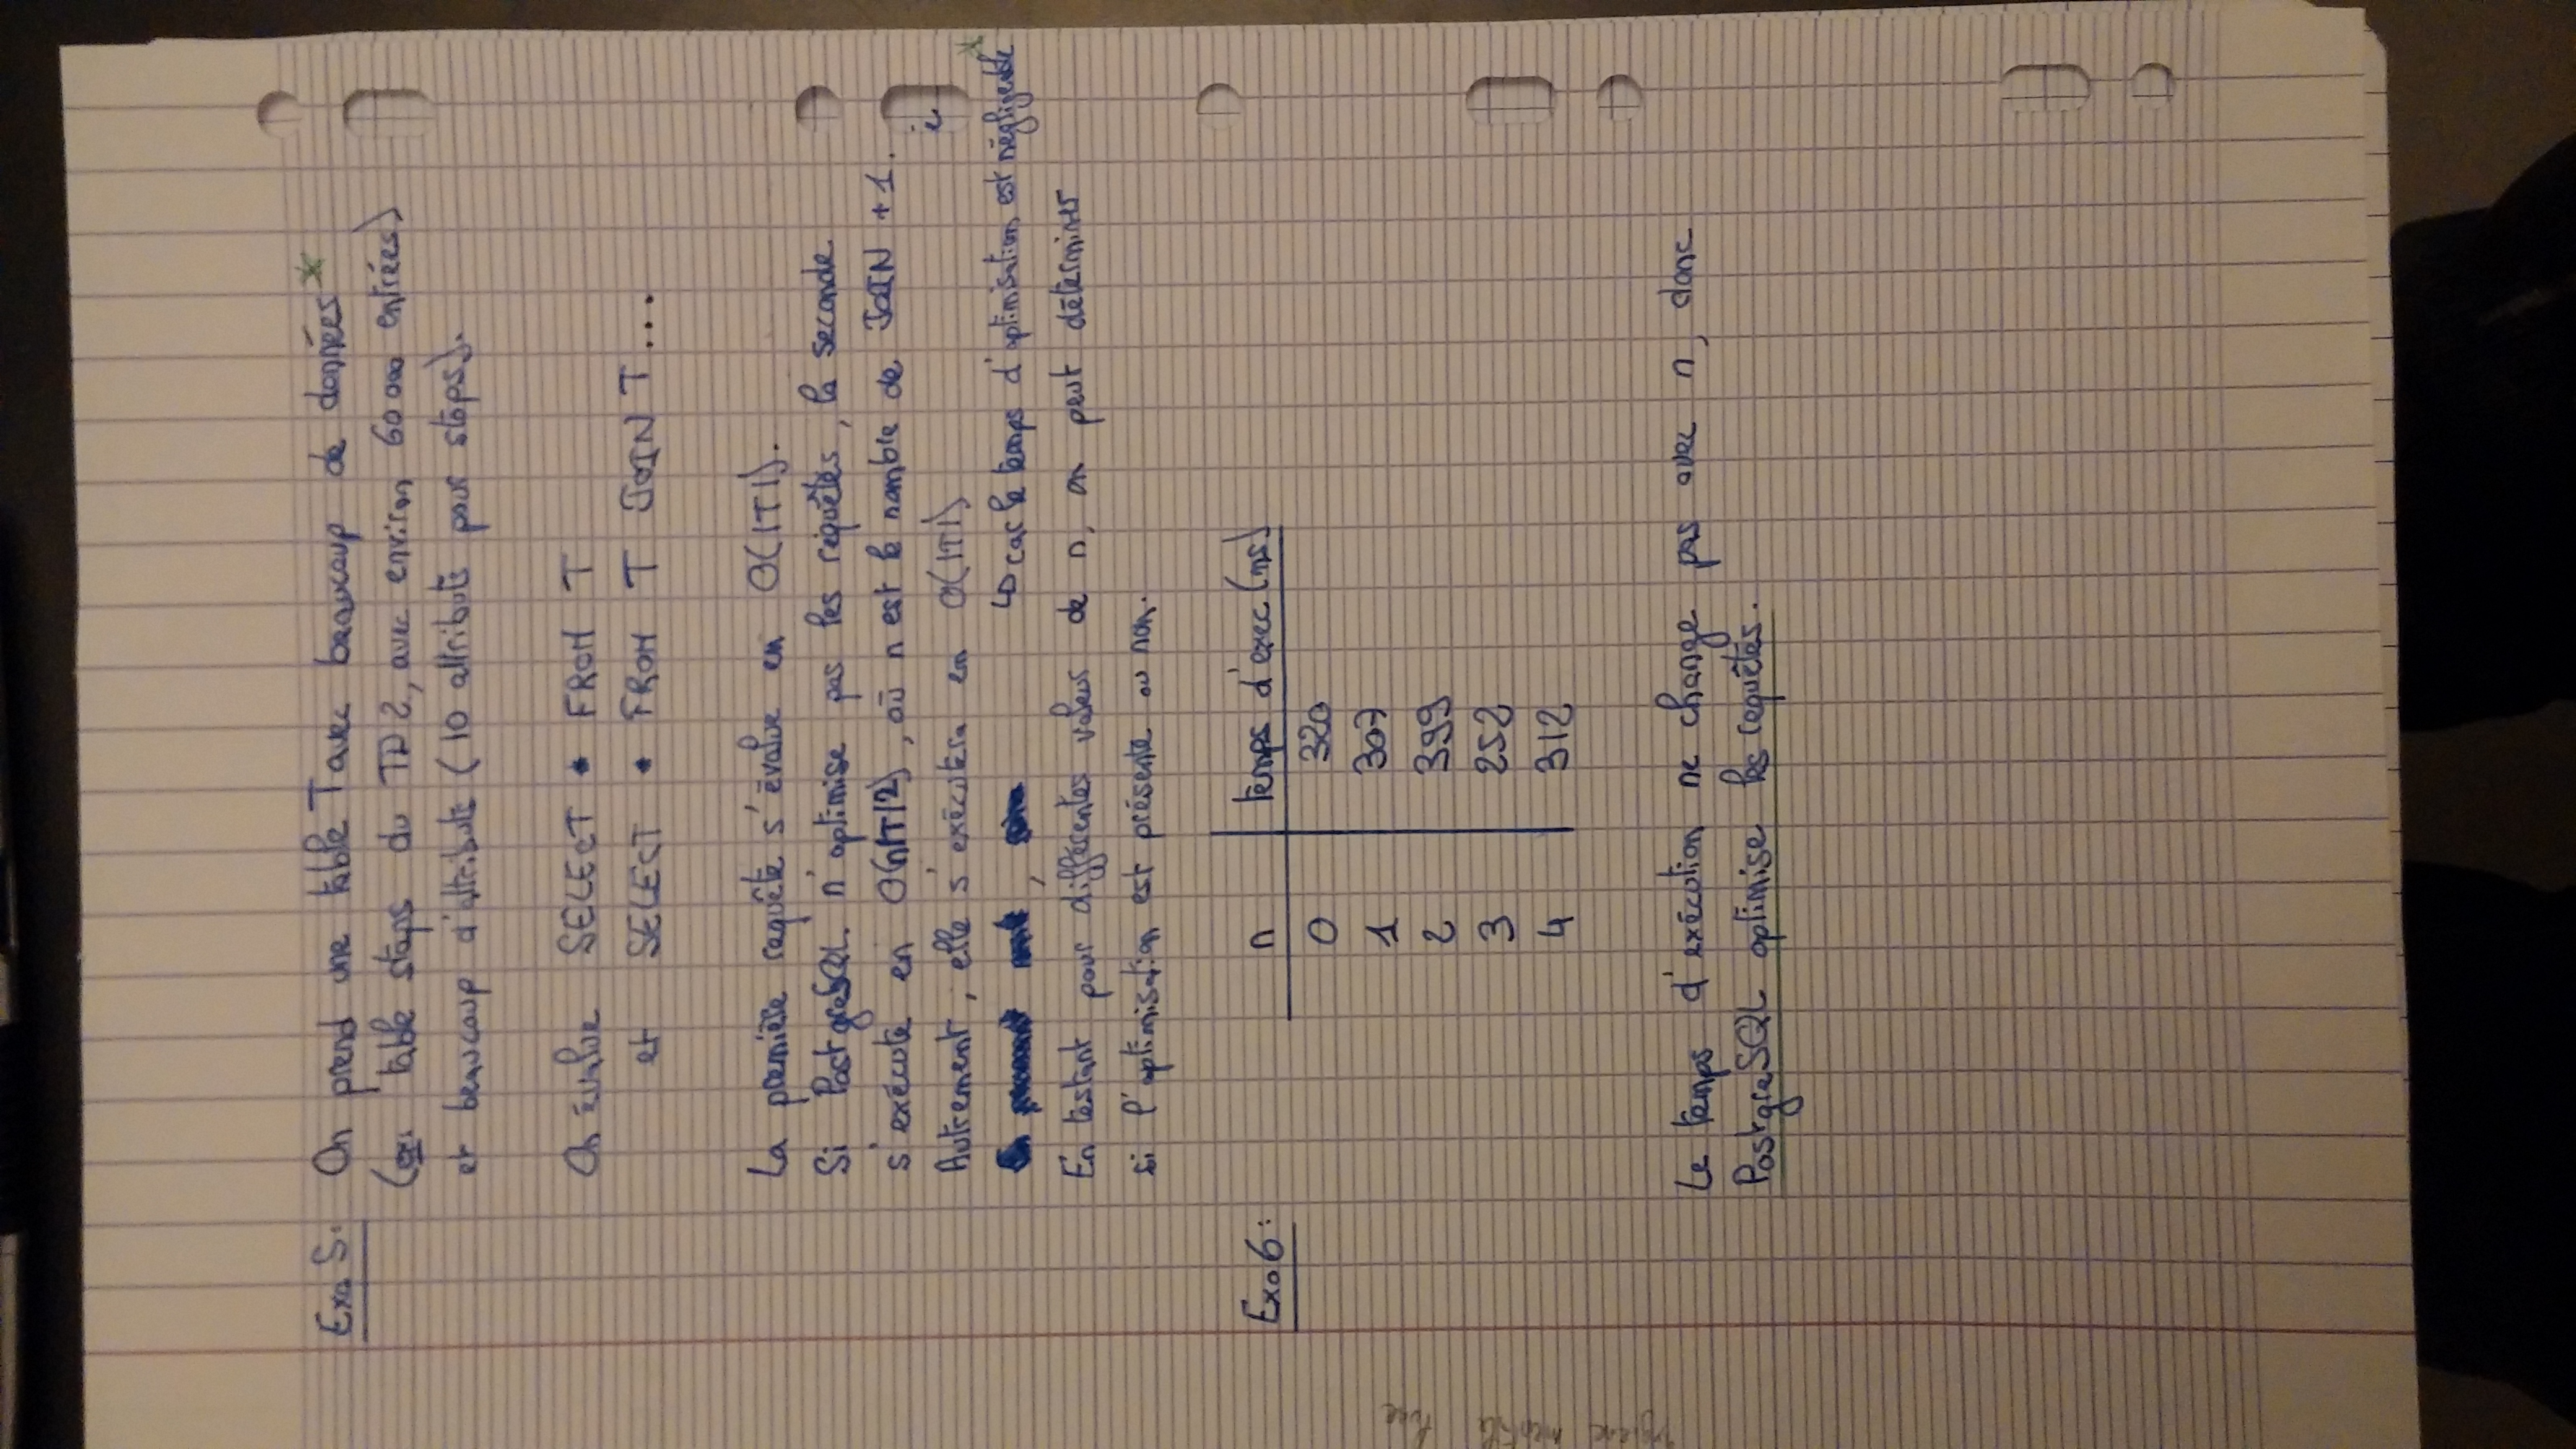 Exo 5: On prend une table T avec beaucoup de données *
(ex: table stops du TD 2, avec environ 60 000 entrées)
et beaucoup d'attributs (10 attributs pour stops).
On évalue SELECT * FROM T
et SELECT * FROM T JOIN T...
La première requête s'évalue en O(|T|).
Si PostgreSQL n'optimise pas les requêtes, la seconde
s'exécute en O(n|T|2), où n est le nombre de JOIN + 1.
Autrement, elle s'exécutera en O(|T|)
↳ car le temps d'optimisation est négligeable *
En testant pour différentes valeurs de n, on peut déterminer
si l'optimisation est présente ou non.
Exo 6: n temps d'exec (ms)
0 320
1 307
2 399
3 252
4 312
Le temps d'exécution ne change pas avec n, donc
PostgreSQL optimise les requêtes.
mentale Pure